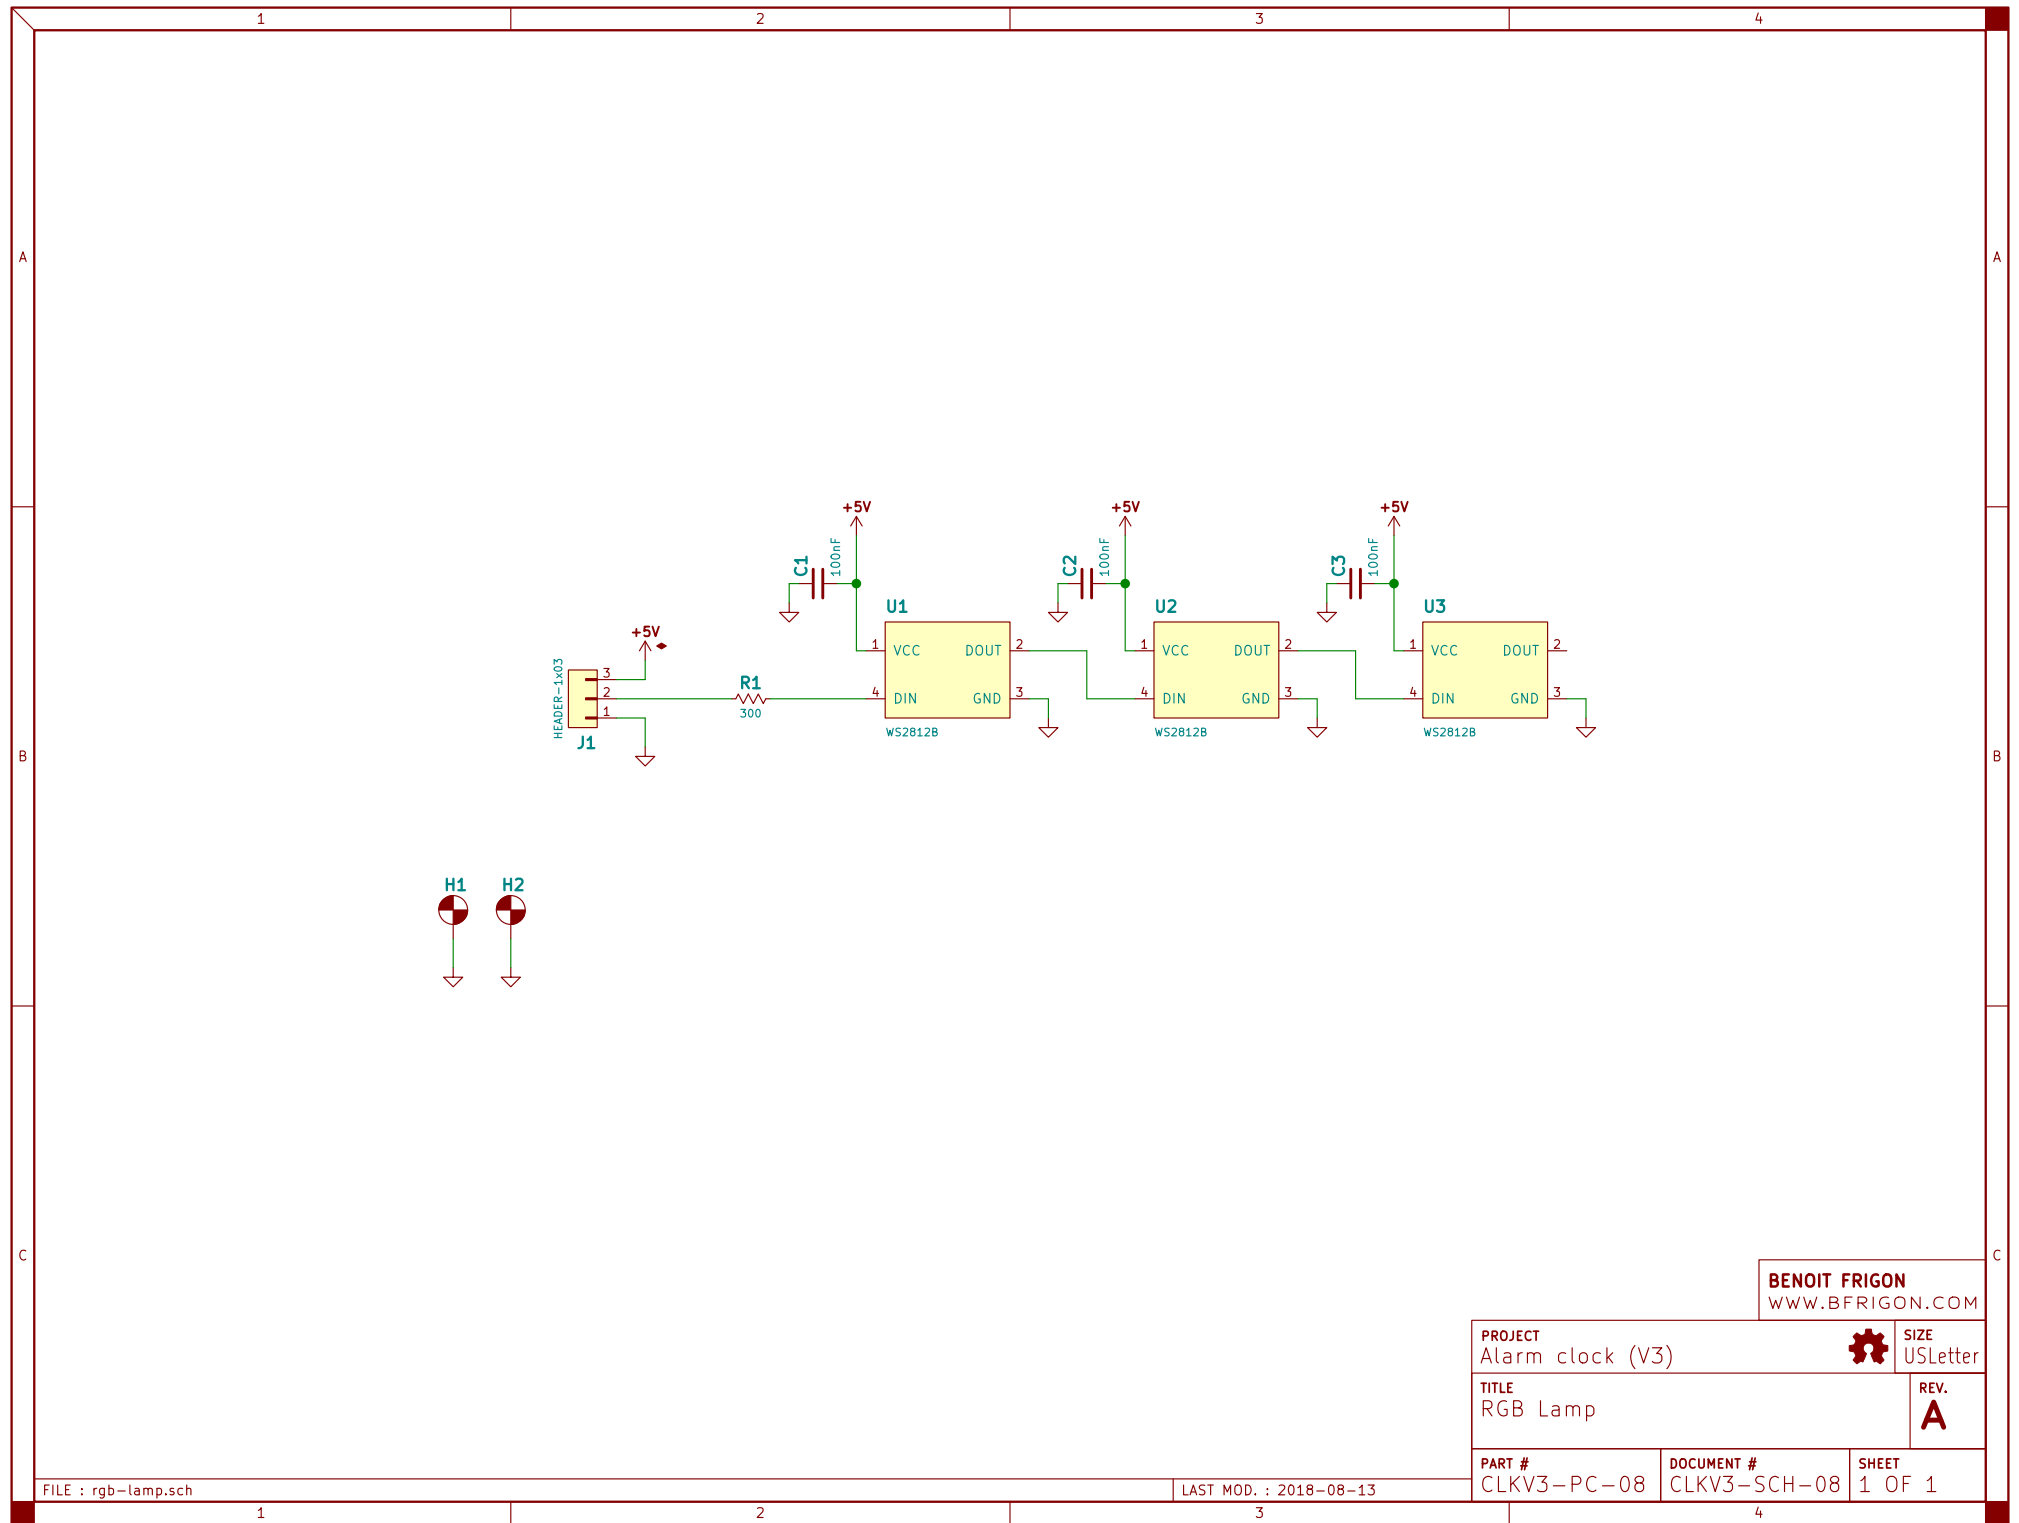 1 2 3 4
A A
+5V +5V +5V
C1 100nF C2 100nF C3 100nF
U1 U2 U3
+5V
1 VCC DOUT 2 1 VCC DOUT 2 1 VCC DOUT 2
HEADER-1x03 3 R1
2 4 DIN GND 3 4 DIN GND 3 4 DIN GND 3
1 300
J1 WS2812B WS2812B WS2812B
B B
H1 H2
C C
BENOIT FRIGON
WWW.BFRIGON.COM
PROJECT
Alarm clock (V3)
SIZE
USLetter
TITLE
RGB Lamp
REV.
A
PART #
CLKV3-PC-08
DOCUMENT #
CLKV3-SCH-08
SHEET
1 OF 1
FILE : rgb-lamp.sch
LAST MOD. : 2018-08-13
1 2 3 4